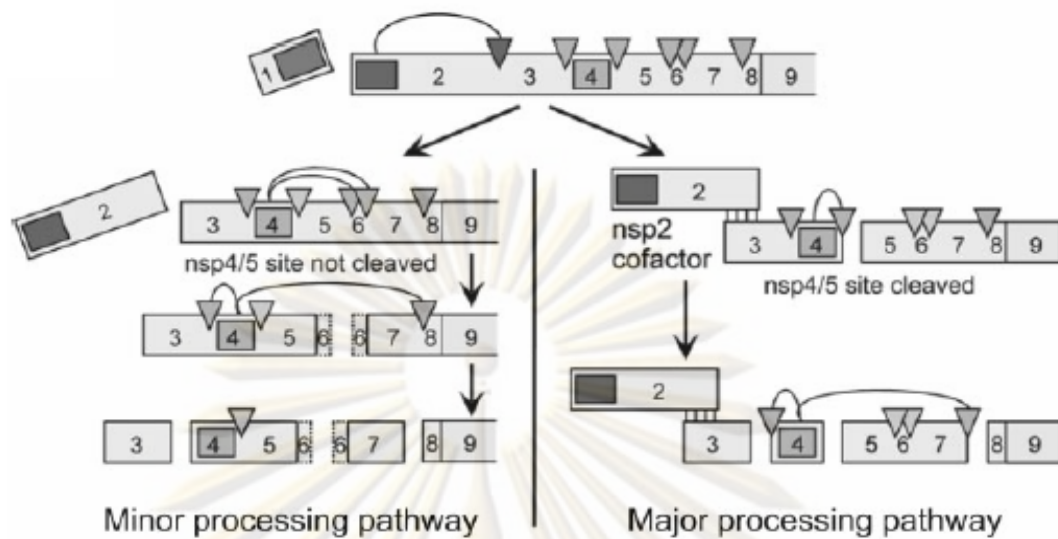 1 2 3 4 5 6 7 8 9
2 3 4 5 6 7 8 9
nsp4/5 site not cleaved
2
nsp2
cofactor
3 4 5 6 7 8 9
nsp4/5 site cleaved
3 4 5 6 6 7 8 9
2
3 4 5 6 7 8 9
3 4 5 6 6 7 8 9
Minor processing pathway
Major processing pathway